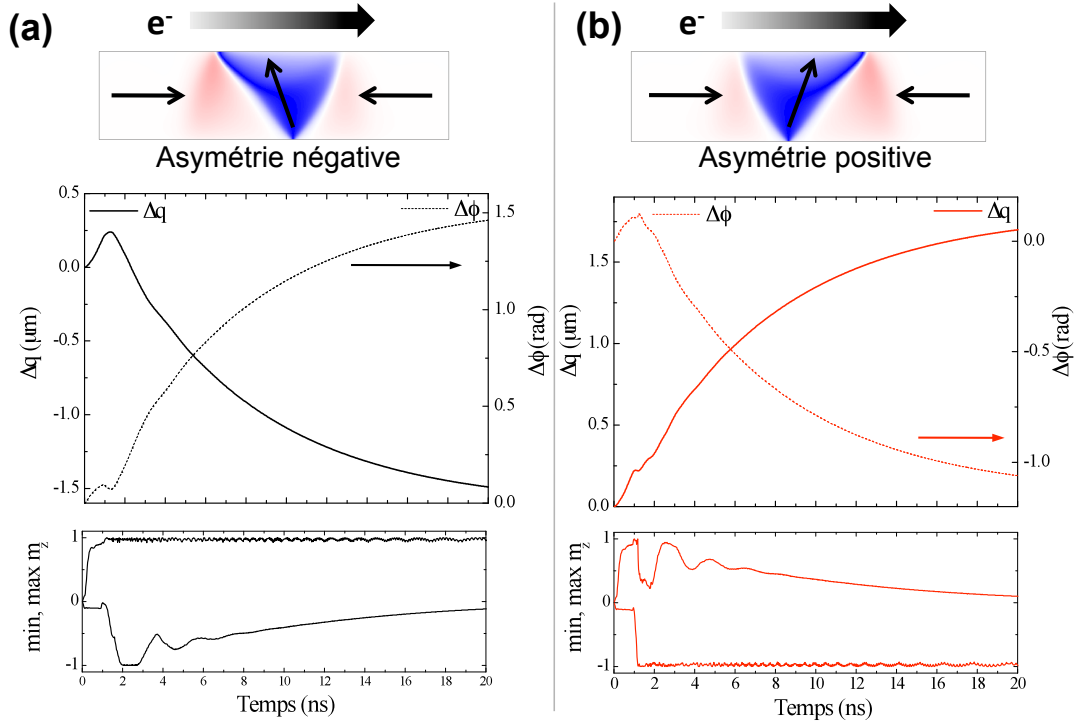 (a)
e-
Asymétrie négative
Δq
Δϕ
0.5
0.0
-0.5
-1.0
-1.5
Δq (µm)
1.5
1.0
0.5
0.0
Δϕ(rad)
1
0
-1
min, max mz
0 2 4 6 8 10 12 14 16 18 20
Temps (ns)
(b)
e-
Asymétrie positive
Δϕ
Δq
1.5
1.0
0.5
0.0
Δq (µm)
0.0
-0.5
-1.0
Δϕ(rad)
1
0
-1
min, max mz
0 2 4 6 8 10 12 14 16 18 20
Temps (ns)